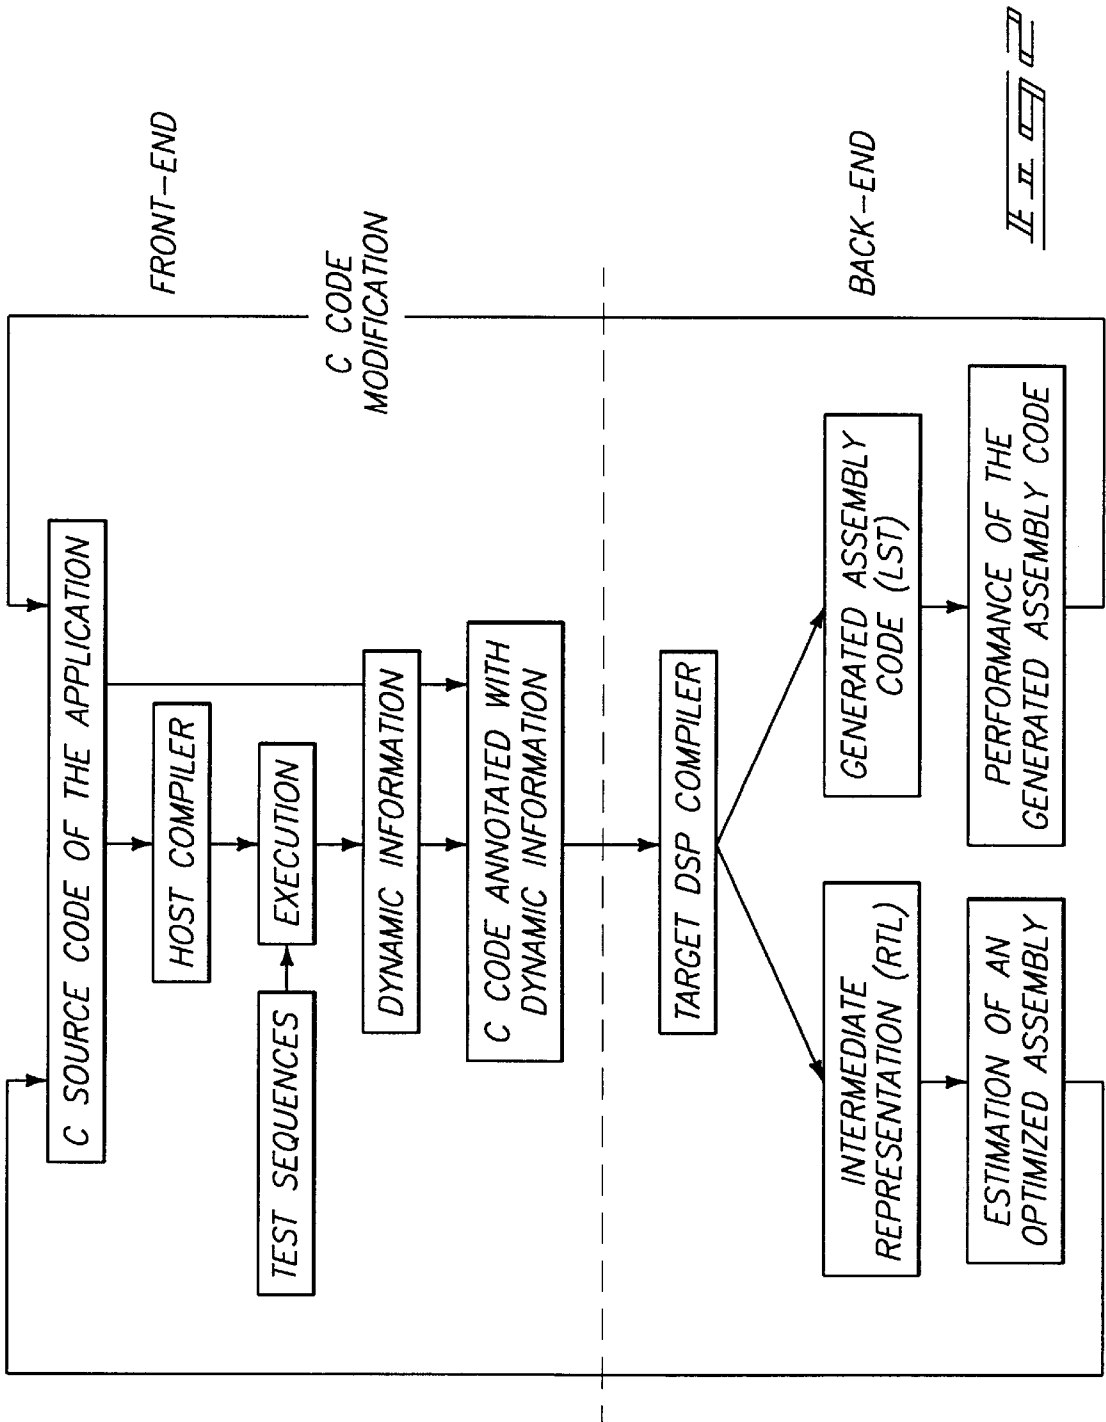 C SOURCE CODE OF THE APPLICATION
FRONT-END
HOST COMPILER
TEST SEQUENCES
EXECUTION
DYNAMIC INFORMATION
C CODE
MODIFICATION
C CODE ANNOTATED WITH
DYNAMIC INFORMATION
TARGET DSP COMPILER
BACK-END
INTERMEDIATE
REPRESENTATION (RTL)
GENERATED ASSEMBLY
CODE (LST)
ESTIMATION OF AN
OPTIMIZED ASSEMBLY
PERFORMANCE OF THE
GENERATED ASSEMBLY CODE
FIG 2